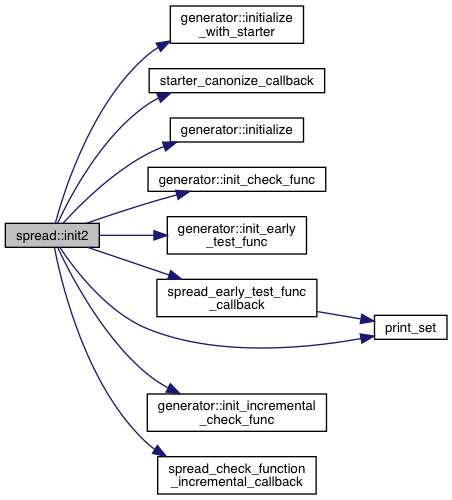 generator::initialize
_with_starter
starter_canonize_callback
generator::initialize
generator::init_check_func
spread::init2
generator::init_early
_test_func
spread_early_test_func
_callback
print_set
generator::init_incremental
_check_func
spread_check_function
_incremental_callback